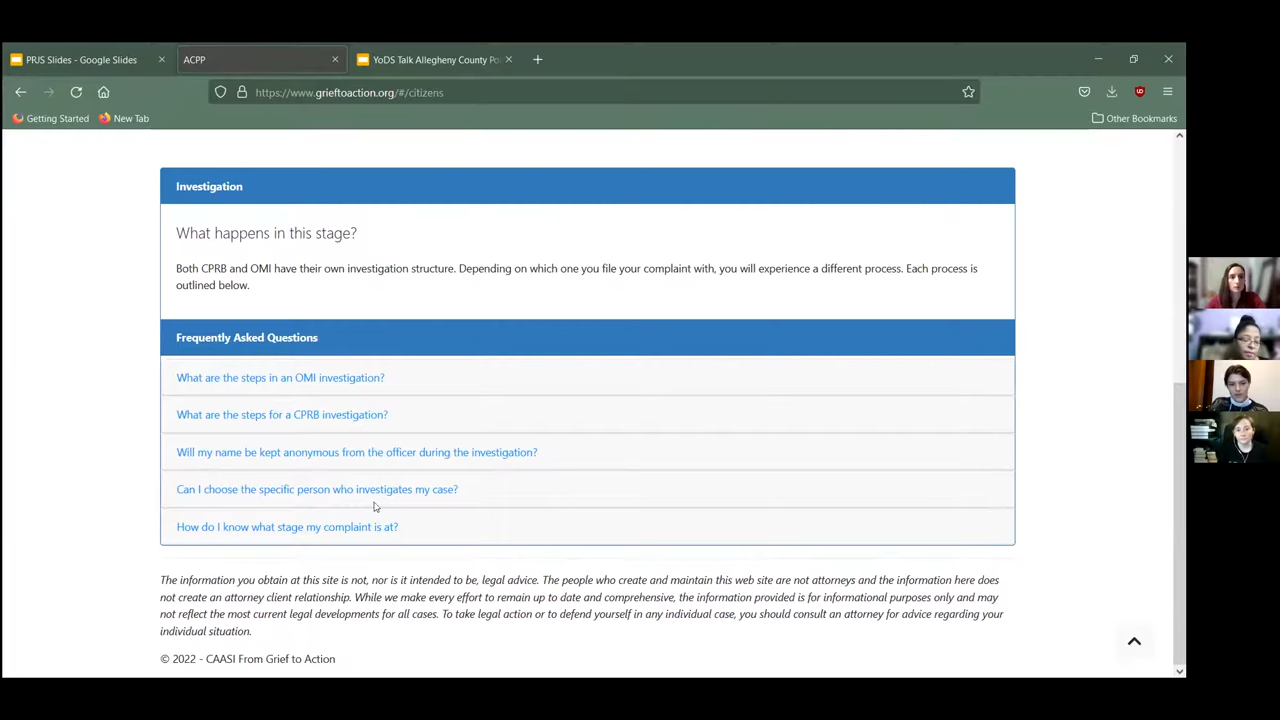 PRJS Slides - Google Slides
ACPP
YoDS Talk Allegheny County Po
https://www.grieftoaction.org/#/citizens
Getting Started
New Tab
Other Bookmarks
Investigation
What happens in this stage?
Both CPRB and OMI have their own investigation structure. Depending on which one you file your complaint with, you will experience a different process. Each process is
outlined below.
Frequently Asked Questions
What are the steps in an OMI investigation?
What are the steps for a CPRB investigation?
Will my name be kept anonymous from the officer during the investigation?
Can I choose the specific person who investigates my case?
How do I know what stage my complaint is at?
The information you obtain at this site is not, nor is it intended to be, legal advice. The people who create and maintain this web site are not attorneys and the information here does
not create an attorney client relationship. While we make every effort to remain up to date and comprehensive, the information provided is for informational purposes only and may
not reflect the most current legal developments for all cases. To take legal action or to defend yourself in any individual case, you should consult an attorney for advice regarding your
individual situation.
© 2022 - CAASI From Grief to Action